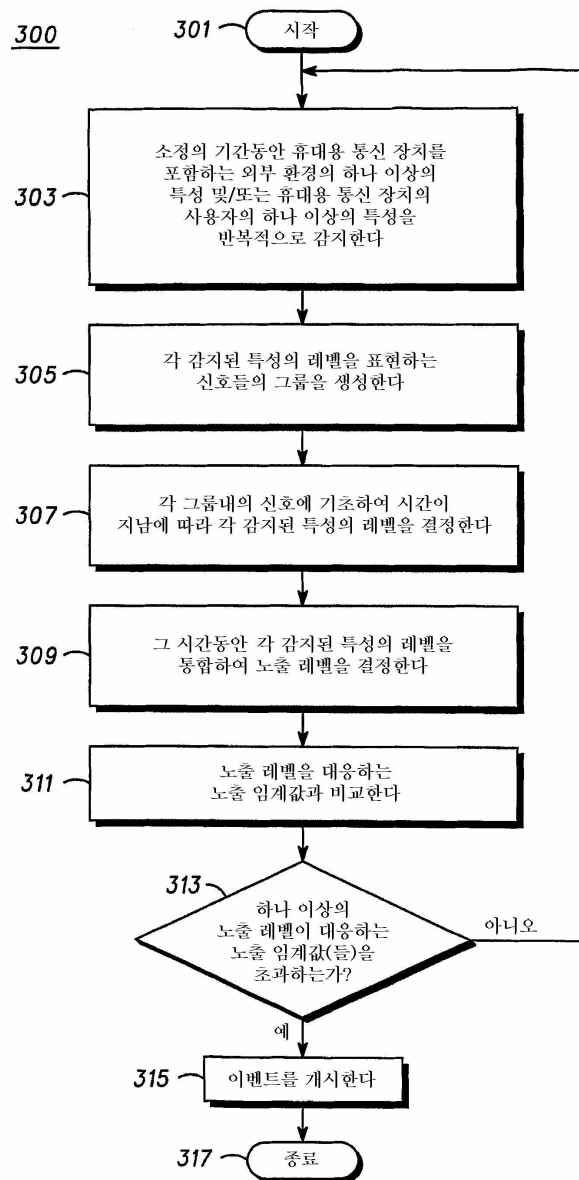 300
301
시작
303
소정의 기간동안 휴대용 통신 장치를
포함하는 외부 환경의 하나 이상의
특성 및/또는 휴대용 통신 장치의
사용자의 하나 이상의 특성을
반복적으로 감지한다
305
각 감지된 특성의 레벨을 표현하는
신호들의 그룹을 생성한다
307
각 그룹내의 신호에 기초하여 시간이
지남에 따라 각 감지된 특성의 레벨을 결정한다
309
그 시간동안 각 감지된 특성의 레벨을
통합하여 노출 레벨을 결정한다
311
노출 레벨을 대응하는
노출 임계값과 비교한다
313
하나 이상의
노출 레벨이 대응하는
노출 임계값(들)을
초과하는가?
아니오
예
315
이벤트를 개시한다
317
종료